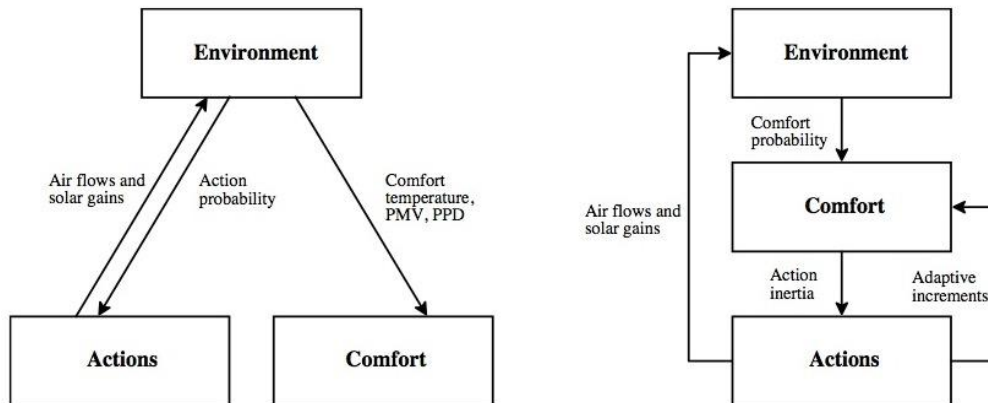 Environment
Air flows and
solar gains
Action
probability
Comfort
temperature,
PMV, PPD
Actions
Comfort
Environment
Comfort
probability
Air flows and
solar gains
Comfort
Action
inertia
Adaptive
increments
Actions